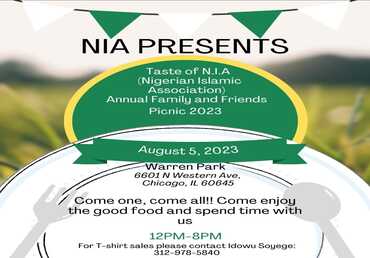 NIA PRESENTS
Taste of N.I.A
(Nigerian Islamic
Association)
Annual Family and Friends
Picnic 2023
August 5, 2023
Warren Park
6601 N Western Ave,
Chicago, IL 60645
Come one, come all!! Come enjoy
the good food and spend time with
us
12PM-8PM
For T-shirt sales please contact Idowu Soyege:
312-978-5840